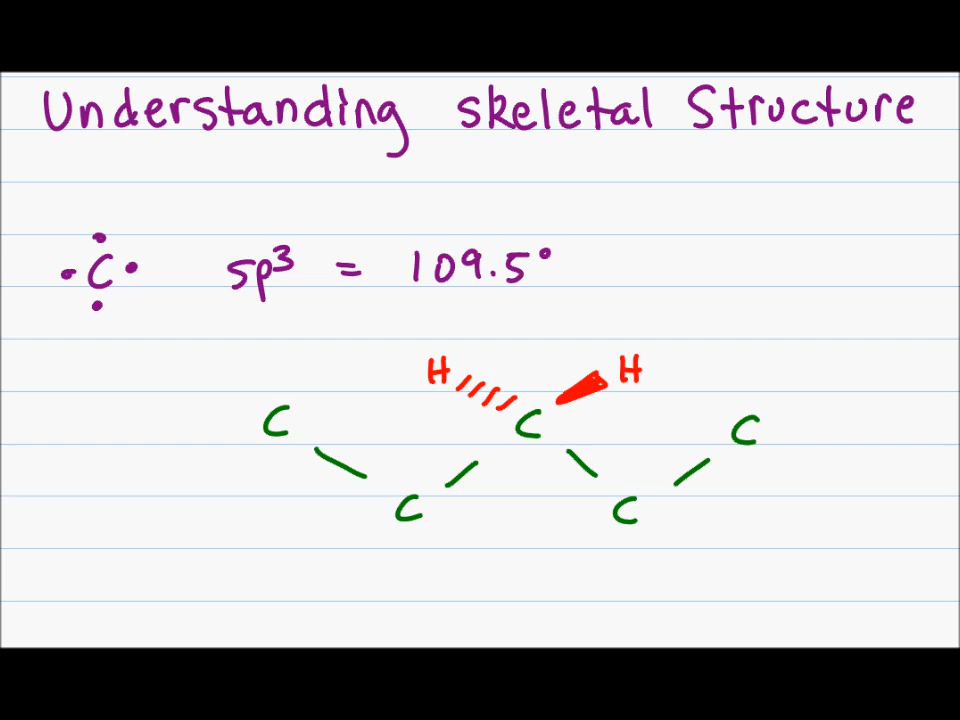 Understanding skeletal Structure
C sp³ = 109.5°
H H
C C C
C C